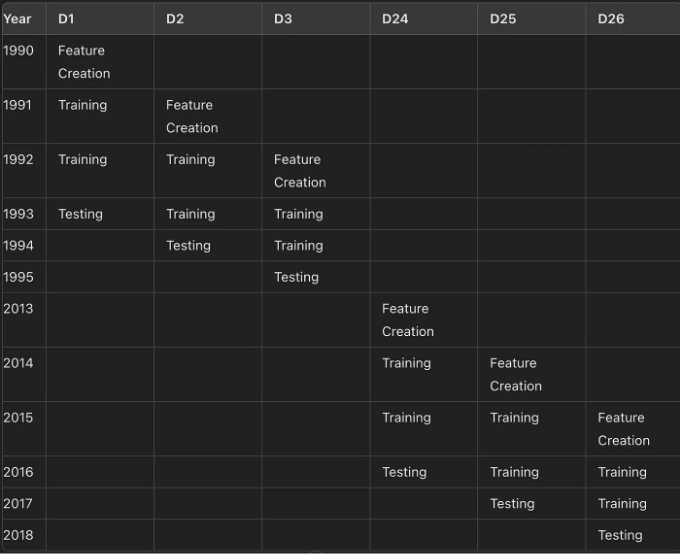 Year D1 D2 D3 D24 D25 D26
1990 Feature
Creation
1991 Training Feature
Creation
1992 Training Training Feature
Creation
1993 Testing Training Training
1994 Testing Training
1995 Testing
2013 Feature
Creation
2014 Training Feature
Creation
2015 Training Training Feature
Creation
2016 Testing Training Training
2017 Testing Training
2018 Testing